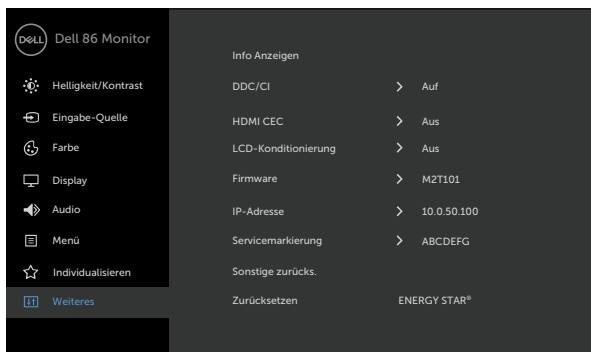 DELL Dell 86 Monitor
Info Anzeigen
Helligkeit/Kontrast DDC/CI > Auf
Eingabe-Quelle HDMI CEC > Aus
Farbe LCD-Konditionierung > Aus
Display Firmware > M2T101
Audio IP-Adresse > 10.0.50.100
Menü Servicemarkierung > ABCDEFG
Individualisieren Sonstige zurücks.
Weiteres Zurücksetzen ENERGY STAR®